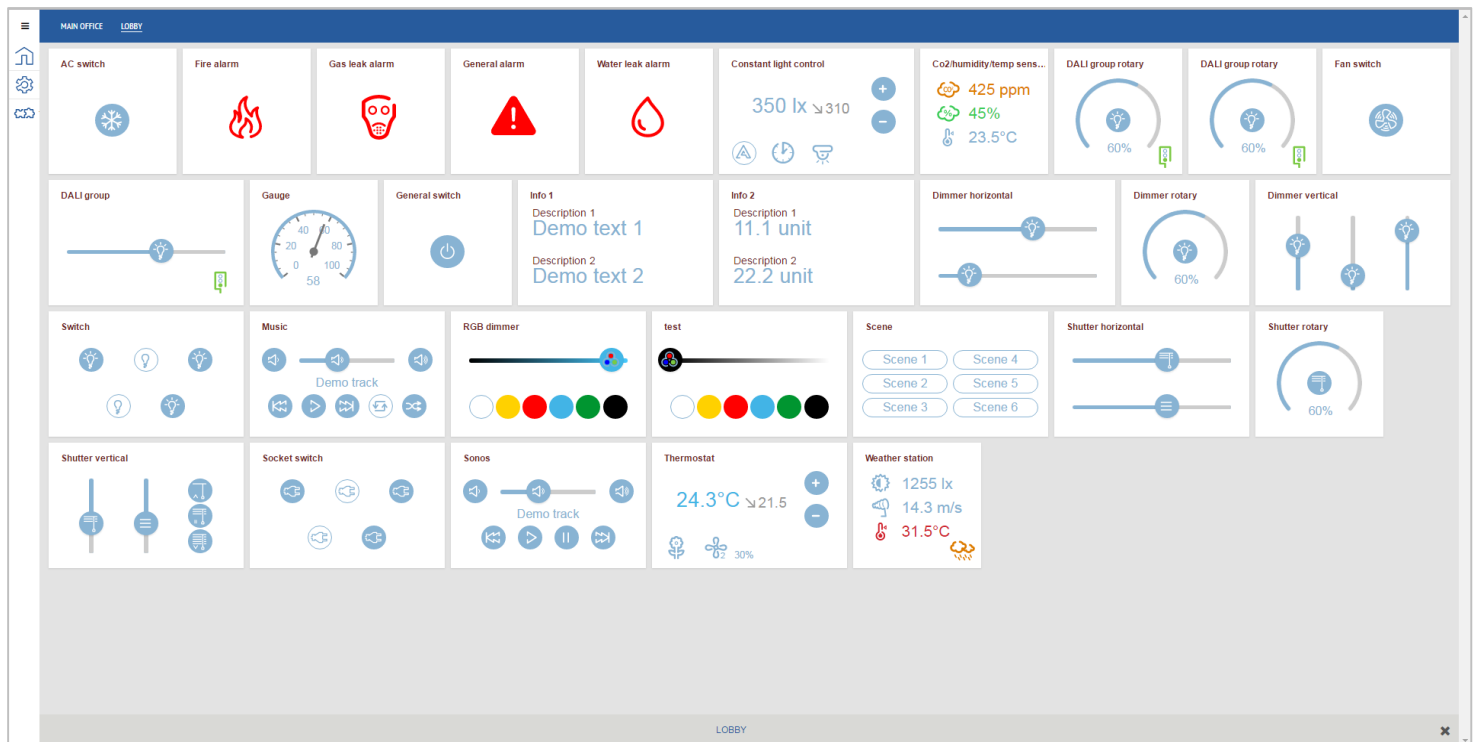 MAIN OFFICE LOBBY
AC switch
Fire alarm
Gas leak alarm
General alarm
Water leak alarm
Constant light control
350 lx ↘310
+
−
Co2/humidity/temp sens...
CO2
425 ppm
%
45%
23.5°C
DALI group rotary
60%
DALI group rotary
60%
Fan switch
DALI group
Gauge
0 20 40 60 80 100
58
General switch
Info 1
Description 1
Demo text 1
Description 2
Demo text 2
Info 2
Description 1
11.1 unit
Description 2
22.2 unit
Dimmer horizontal
Dimmer rotary
60%
Dimmer vertical
Switch
Music
Demo track
RGB dimmer
test
Scene
Scene 1 Scene 4
Scene 2 Scene 5
Scene 3 Scene 6
Shutter horizontal
Shutter rotary
60%
Shutter vertical
Socket switch
Sonos
Demo track
Thermostat
24.3°C ↘21.5
+
−
2 30%
Weather station
1255 lx
14.3 m/s
31.5°C
LOBBY